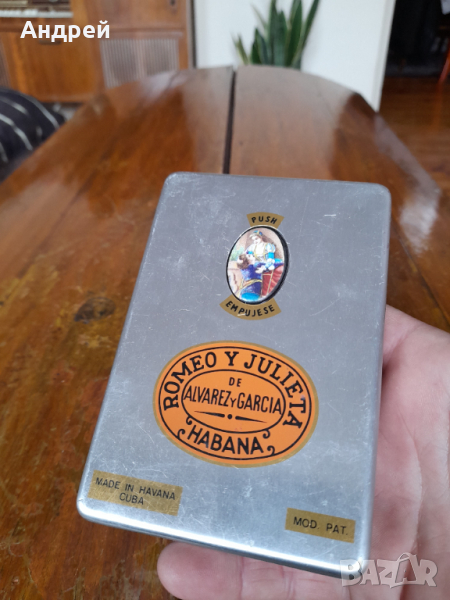 Андрей
PUSH
EMPUJESE
ROMEO Y JULIETA
DE
ALVAREZ Y GARCIA
HABANA
MADE IN HAVANA
CUBA
MOD. PAT.
BAZAR